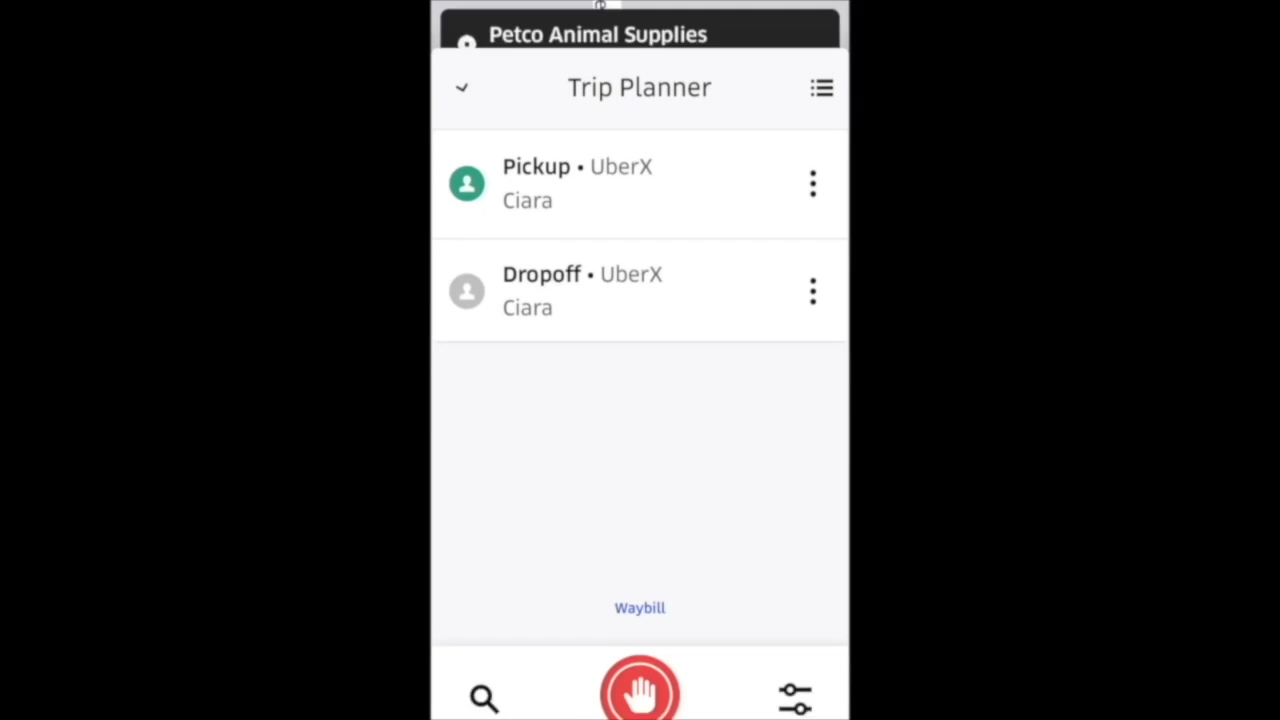 Petco Animal Supplies
Trip Planner
Pickup • UberX
Ciara
Dropoff • UberX
Ciara
Waybill